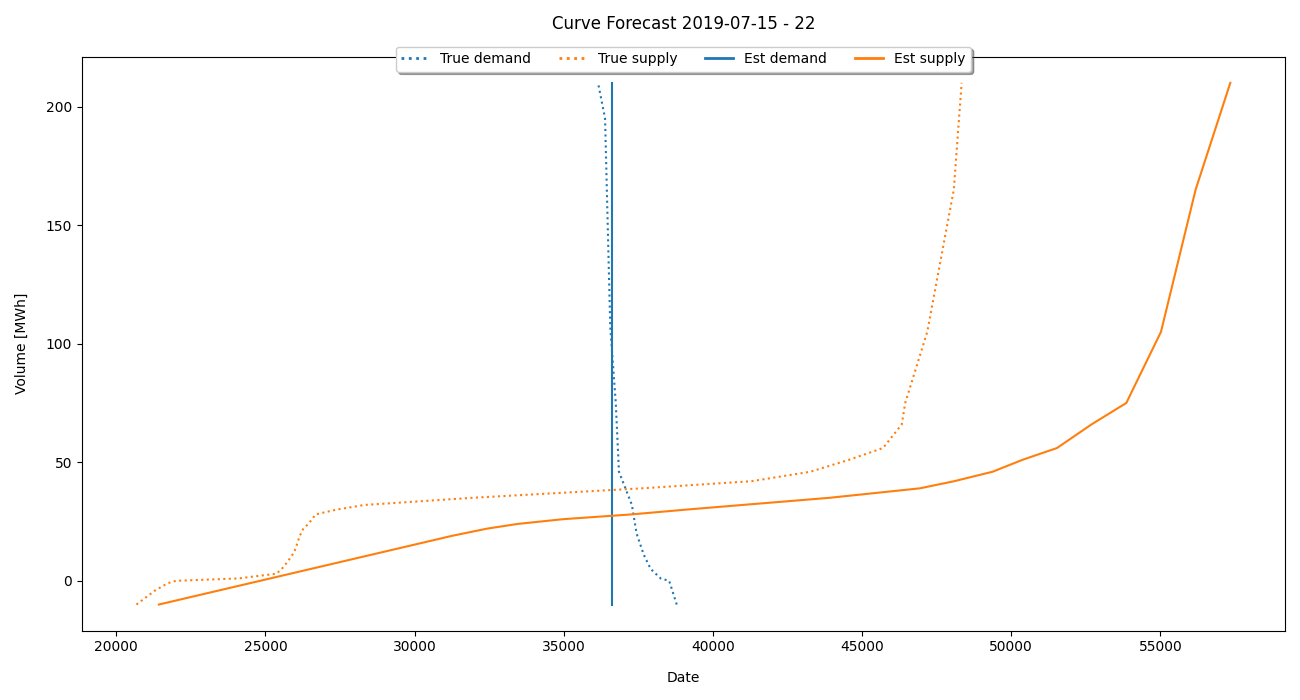 Curve Forecast 2019-07-15 - 22
True demand True supply Est demand Est supply
200
150
100
50
0
Volume [MWh]
20000 25000 30000 35000 40000 45000 50000 55000
Date